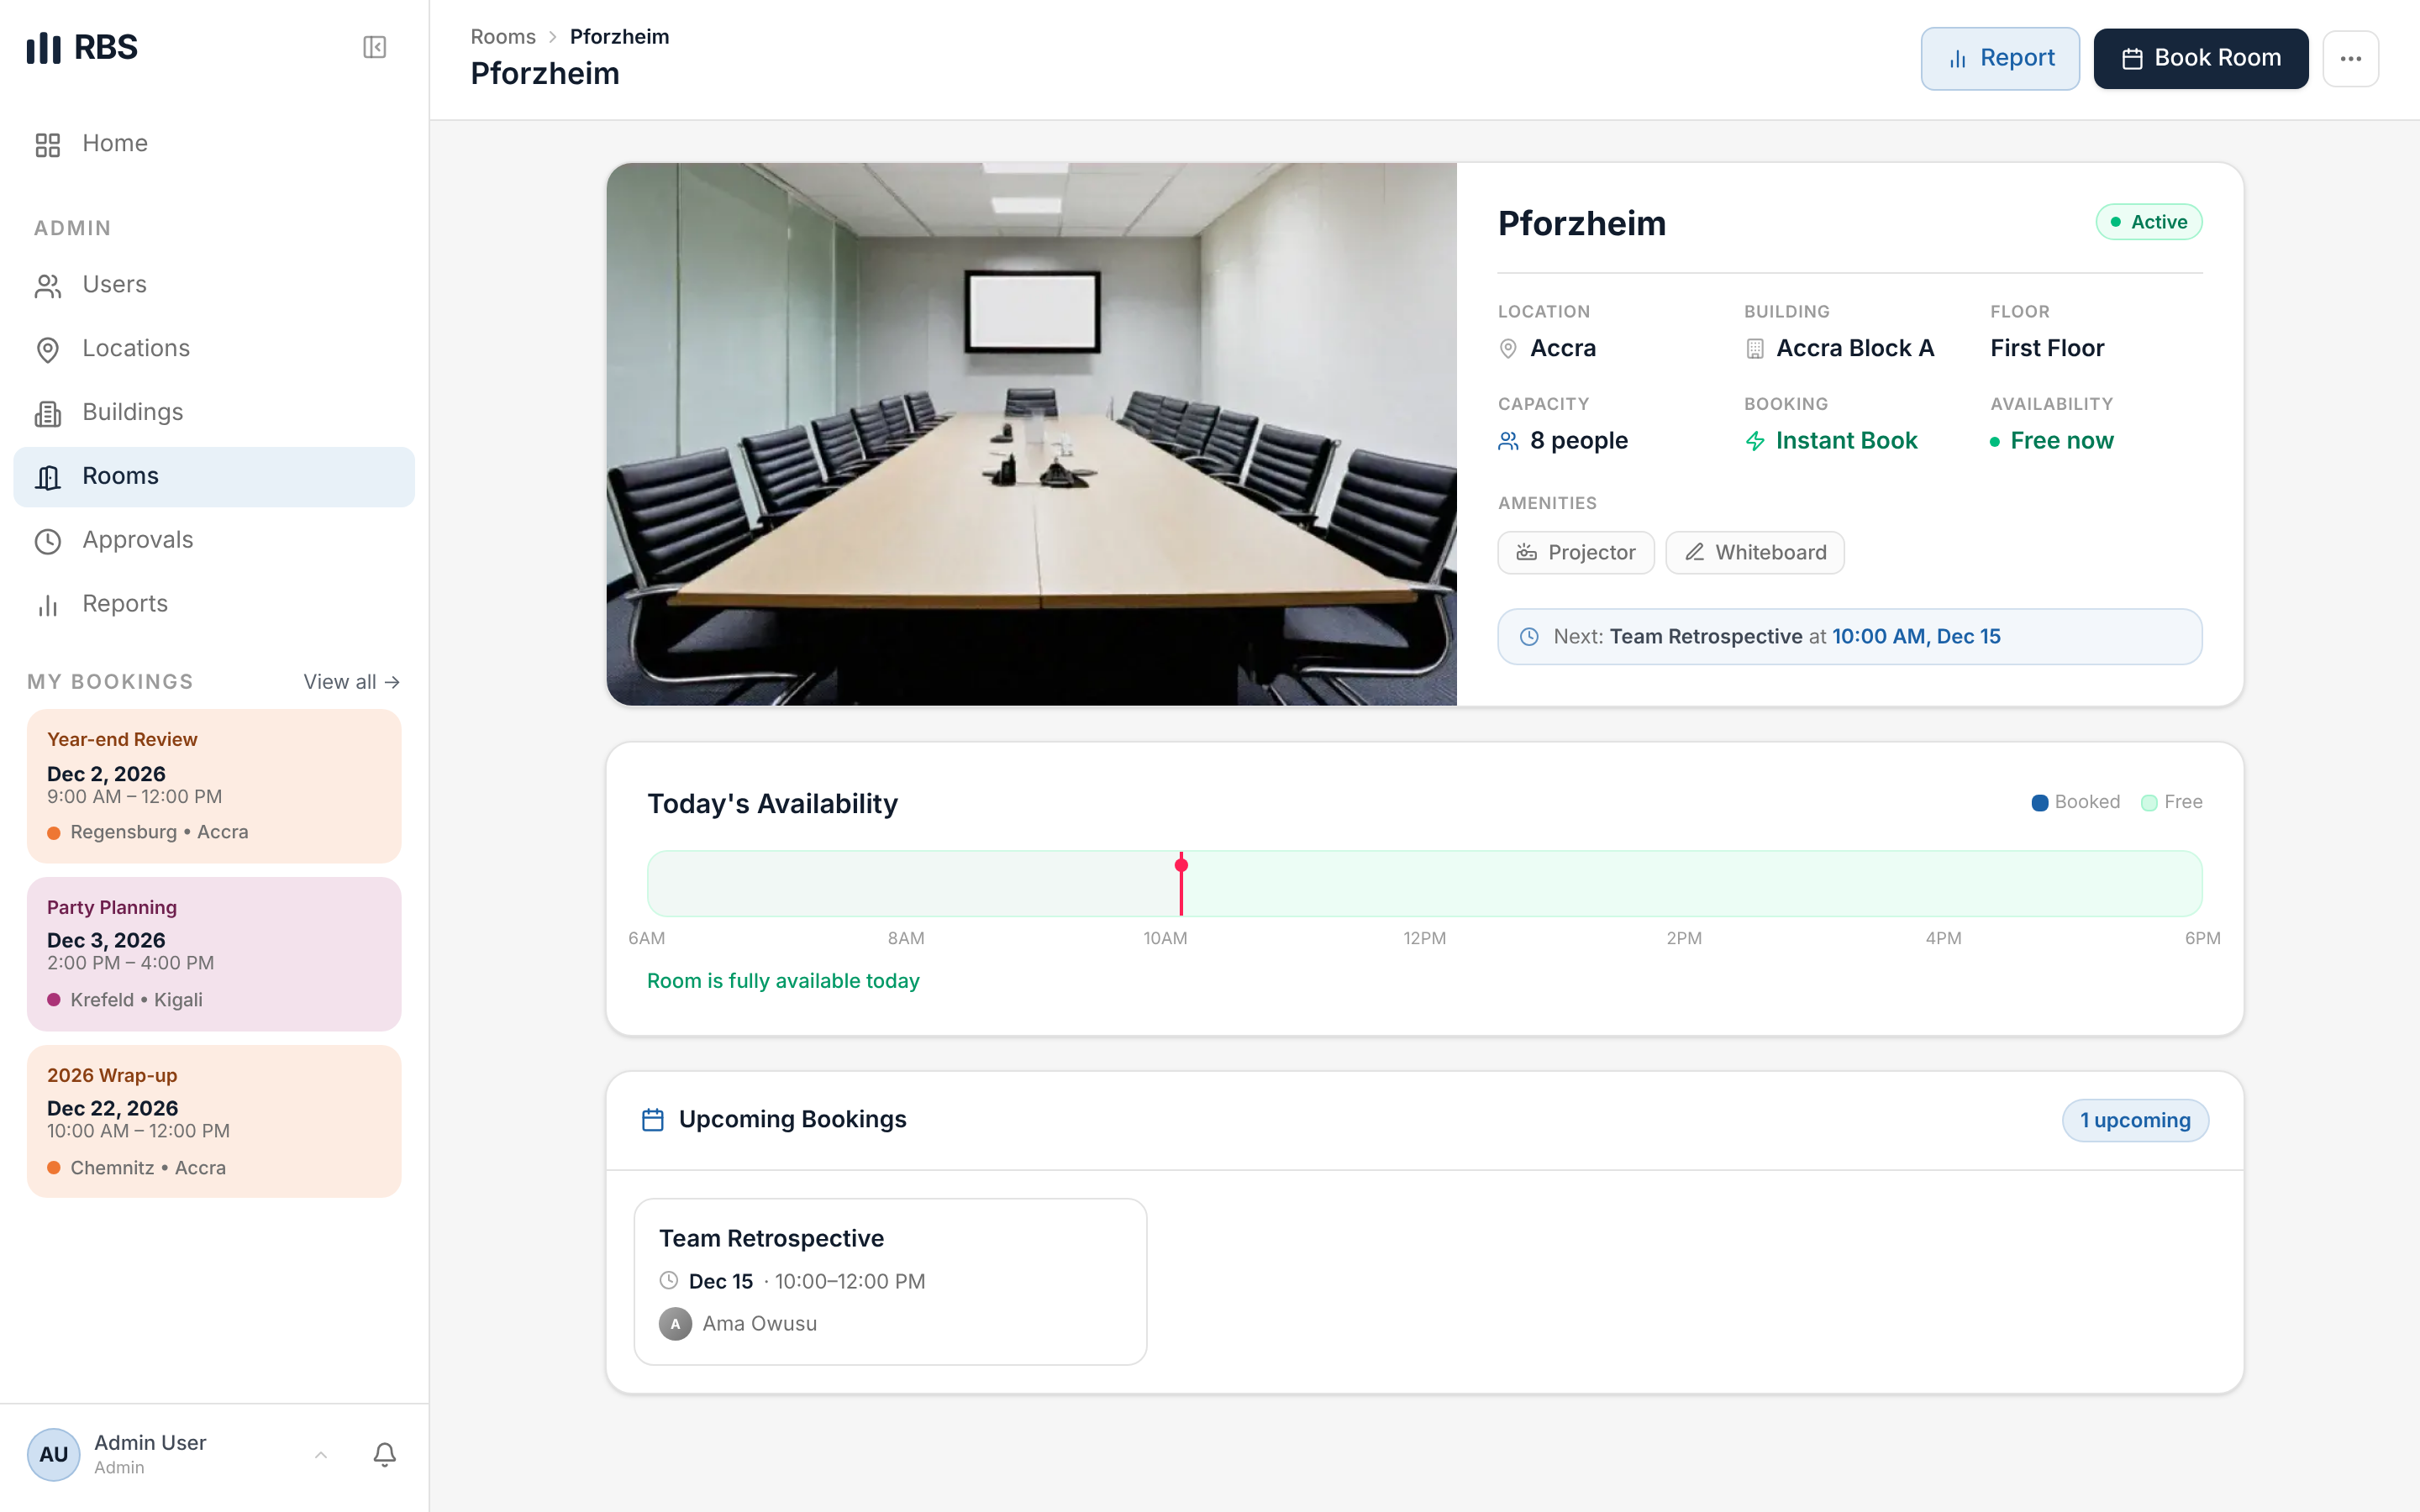 RBS
Home
ADMIN
Users
Locations
Buildings
Rooms
Approvals
Reports
MY BOOKINGS
View all →
Year-end Review
Dec 2, 2026
9:00 AM – 12:00 PM
Regensburg • Accra
Party Planning
Dec 3, 2026
2:00 PM – 4:00 PM
Krefeld • Kigali
2026 Wrap-up
Dec 22, 2026
10:00 AM – 12:00 PM
Chemnitz • Accra
AU
Admin User
Admin
Rooms > Pforzheim
Pforzheim
Report
Book Room
Pforzheim
Active
LOCATION BUILDING FLOOR
Accra Accra Block A First Floor
CAPACITY BOOKING AVAILABILITY
8 people Instant Book Free now
AMENITIES
Projector Whiteboard
Next: Team Retrospective at 10:00 AM, Dec 15
Today's Availability
Booked Free
6AM 8AM 10AM 12PM 2PM 4PM 6PM
Room is fully available today
Upcoming Bookings
1 upcoming
Team Retrospective
Dec 15 · 10:00–12:00 PM
A Ama Owusu